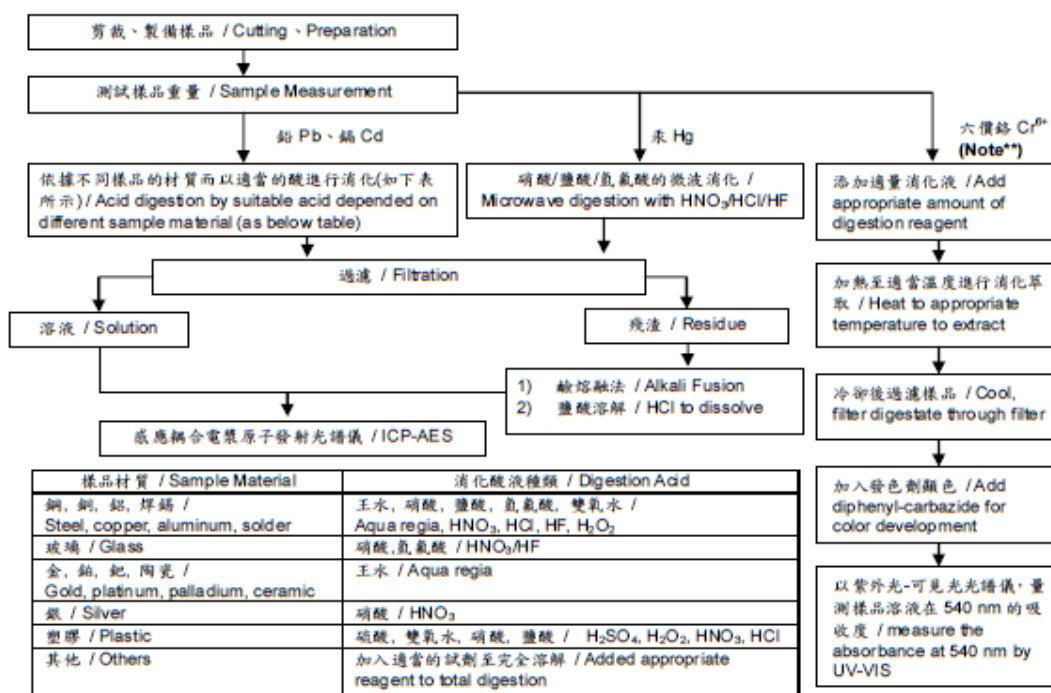 剪裁、製備樣品 / Cutting、Preparation
測試樣品重量 / Sample Measurement
鉛 Pb、鎘 Cd
汞 Hg
六價鉻 Cr⁶⁺
(Note**)
依據不同樣品的材質而以適當的酸進行消化(如下表
所示) / Acid digestion by suitable acid depended on
different sample material (as below table)
硝酸/鹽酸/氫氟酸的微波消化 /
Microwave digestion with HNO₃/HCl/HF
添加適量消化液 / Add
appropriate amount of
digestion reagent
過濾 / Filtration
加熱至適當溫度進行消化萃
取 / Heat to appropriate
temperature to extract
溶液 / Solution
殘渣 / Residue
1) 鹼熔融法 / Alkali Fusion
2) 鹽酸溶解 / HCl to dissolve
冷卻後過濾樣品 / Cool,
filter digestate through filter
感應耦合電漿原子發射光譜儀 / ICP-AES
加入發色劑顯色 / Add
diphenyl-carbazide for
color development
以紫外光-可見光光譜儀,量
測樣品溶液在 540 nm 的吸
收度 / measure the
absorbance at 540 nm by
UV-VIS
樣品材質 / Sample Material 消化酸液種類 / Digestion Acid
鋼, 銅, 鋁, 焊錫 /
Steel, copper, aluminum, solder
王水, 硝酸, 鹽酸, 氫氟酸, 雙氧水 /
Aqua regia, HNO₃, HCl, HF, H₂O₂
玻璃 / Glass 硝酸,氫氟酸 / HNO₃/HF
金, 鉑, 鈀, 陶瓷 /
Gold, platinum, palladium, ceramic
王水 / Aqua regia
銀 / Silver 硝酸 / HNO₃
塑膠 / Plastic 硫酸, 雙氧水, 硝酸, 鹽酸 / H₂SO₄, H₂O₂, HNO₃, HCl
其他 / Others 加入適當的試劑至完全溶解 / Added appropriate
reagent to total digestion